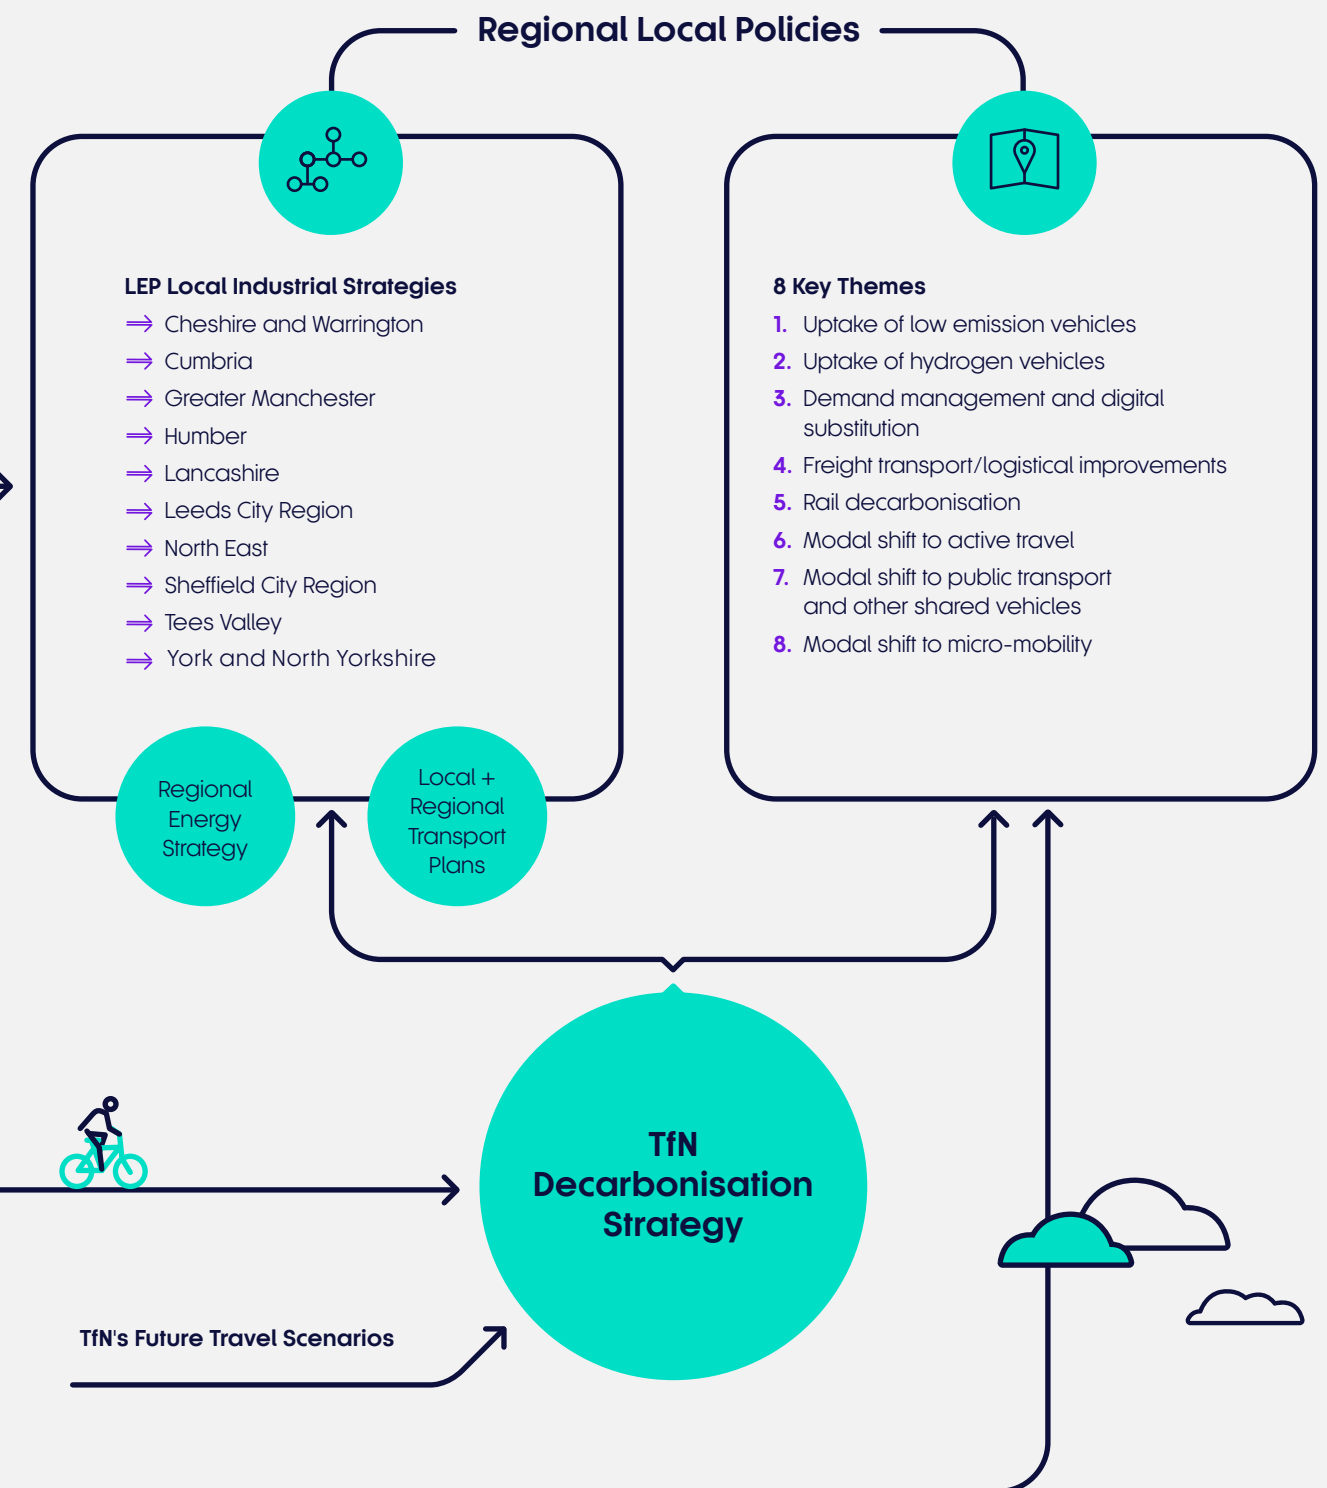 Regional Local Policies
LEP Local Industrial Strategies
Cheshire and Warrington
Cumbria
Greater Manchester
Humber
Lancashire
Leeds City Region
North East
Sheffield City Region
Tees Valley
York and North Yorkshire
Regional
Energy
Strategy
Local +
Regional
Transport
Plans
8 Key Themes
1. Uptake of low emission vehicles
2. Uptake of hydrogen vehicles
3. Demand management and digital
substitution
4. Freight transport/logistical improvements
5. Rail decarbonisation
6. Modal shift to active travel
7. Modal shift to public transport
and other shared vehicles
8. Modal shift to micro-mobility
TfN
Decarbonisation
Strategy
TfN's Future Travel Scenarios